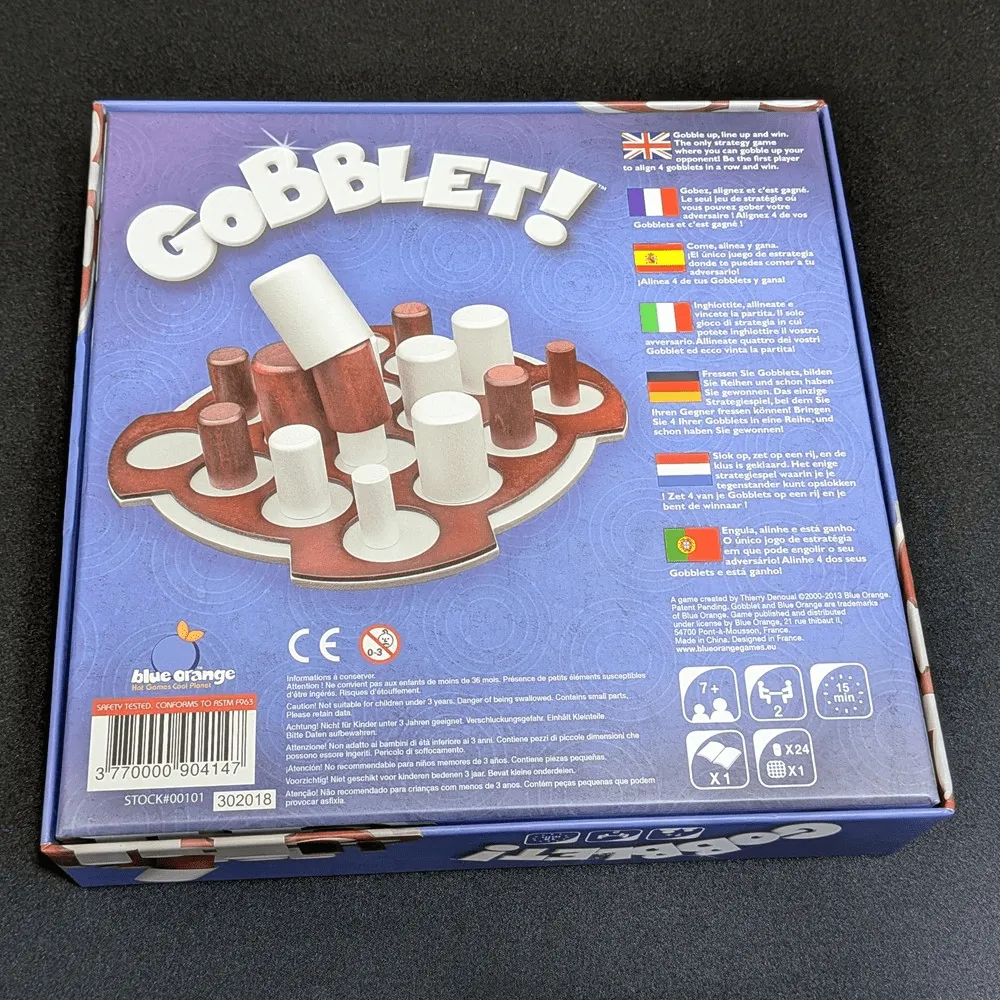 GOBBLET!™
Gobble up, line up and win.
The only strategy game
where you can gobble up your
opponent! Be the first player
to align 4 gobblets in a row and win.
Gobez, alignez et c'est gagné.
Le seul jeu de stratégie où
vous pouvez gober votre
adversaire ! Alignez 4 de vos
Gobblets et c'est gagné !
Come, alinea y gana.
¡El único juego de estrategia
donde te puedes comer a tu
adversario!
¡Alinea 4 de tus Gobblets y gana!
Inghiottite, allineate e
vincete la partita. Il solo
gioco di strategia in cui
potete inghiottire il vostro
avversario. Allineate quattro dei vostri
Gobblet ed ecco vinta la partita!
Fressen Sie Gobblets, bilden
Sie Reihen und schon haben
Sie gewonnen. Das einzige
Strategiespiel, bei dem Sie
Ihren Gegner fressen können! Bringen
Sie 4 Ihrer Gobblets in eine Reihe, und
schon haben Sie gewonnen!
Slok op, zet op een rij, en de
klus is geklaard. Het enige
strategiespel waarin je je
tegenstander kunt opslokken
! Zet 4 van je Gobblets op een rij en je
bent de winnaar !
Engula, alinhe e está ganho.
O único jogo de estratégia
em que pode engolir o seu
adversário! Alinhe 4 dos seus
Gobblets e está ganho!
A game created by Thierry Denoual ©2000-2013 Blue Orange.
Patent Pending. Gobblet and Blue Orange are trademarks
of Blue Orange. Game published and distributed
under license by Blue Orange, 21 rue thibaut II,
54700 Pont-à-Mousson, France.
Made in China. Imprimerie en France.
www.blueorangegames.eu
7+
2
15
min
X1
X24
X1
CE
0-3
blue orange™
Hot Games Cool Planet
SAFETY TESTED. CONFORMS TO ASTM F963
3 770000 904147
STOCK#00101
302018
Informations à conserver.
Attention ! Ne convient pas aux enfants de moins de 36 mois. Présence de petits éléments susceptibles
d'être ingérés. Risques d'étouffement.
Caution! Not suitable for children under 3 years. Danger of being swallowed. Contains small parts.
Please retain data.
Achtung! Nicht für Kinder unter 3 Jahren geeignet. Verschluckungsgefahr. Einhält Kleinteile.
Bitte Daten aufbewahren.
Attenzione! Non adatto ai bambini di età inferiore ai 3 anni. Contiene pezzi di piccole dimensioni che
possono essere ingeriti. Pericolo di soffocamento.
¡Atención! No recommendable para niños menores de 3 años. Contiene piezas pequeñas.
Voorzichtig! Niet geschikt voor kinderen bedenen 3 jaar. Bevat kleine onderdeien.
Atenção! Não recomendado para crianças com menos de 3 anos. Contém peças pequenas que podem
provocar asfixia.
GOBBLET!